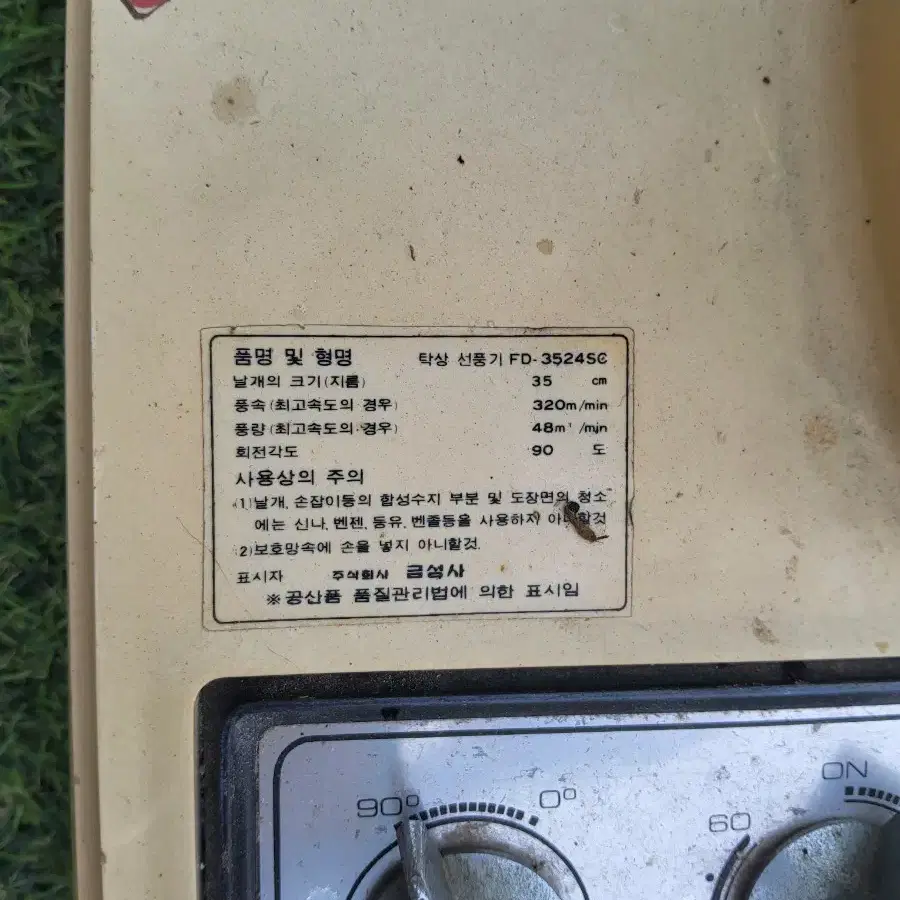 품명 및 형명 탁상 선풍기 FD-3524SC
날개의 크기(지름) 35 cm
풍속(최고속도의 경우) 320m/min
풍량(최고속도의 경우) 48m³/min
회전각도 90 도
사용상의 주의
(1)날개, 손잡이등의 합성수지 부분 및 도장면의 청소
에는 신나, 벤젠, 등유, 벤졸등을 사용하지 아니할것
2)보호망속에 손을 넣지 아니할것.
표시자 주식회사 금성사
※공산품 품질관리법에 의한 표시임
90° 0°
60 ON